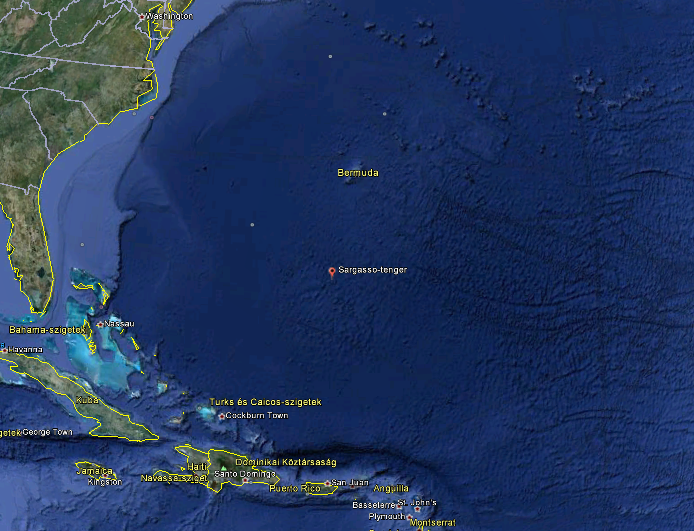 Washington
Bermuda
Sargasso-tenger
Bahama-szigetek
Nassau
Havanna
Kuba
Turks és Caicos-szigetek
Cockburn Town
getek
George Town
Haiti
Dominikai Köztársaság
Jamaica
Kingston
Navassa-sziget
Santo Domingo
San Juan
Puerto Rico
Anguilla
Basseterre
St. John's
Plymouth
Montserrat